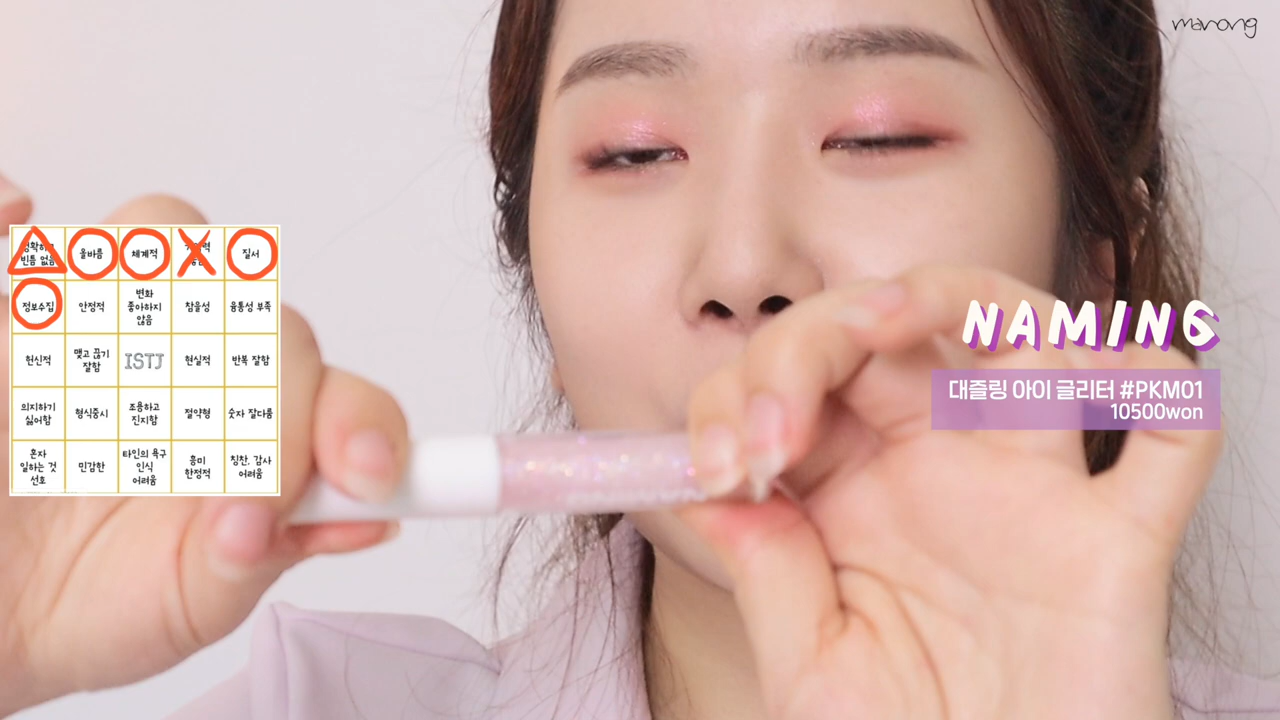 marong
빈틈 없음
올바름
체계적
질서
정보수집
안정적
변화
좋아하지
않음
참을성
융통성 부족
헌신적
맺고 끊기
잘함
ISTJ
현실적
반복 잘함
의지하기
싫어함
형식중시
조용하고
진지함
절약형
숫자 잘다룸
혼자
일하는 것
선호
민감한
타인의 욕구
인식
어려움
흥미
한정적
칭찬, 감사
어려움
NAMING
대즐링 아이 글리터 #PKM01
10500won